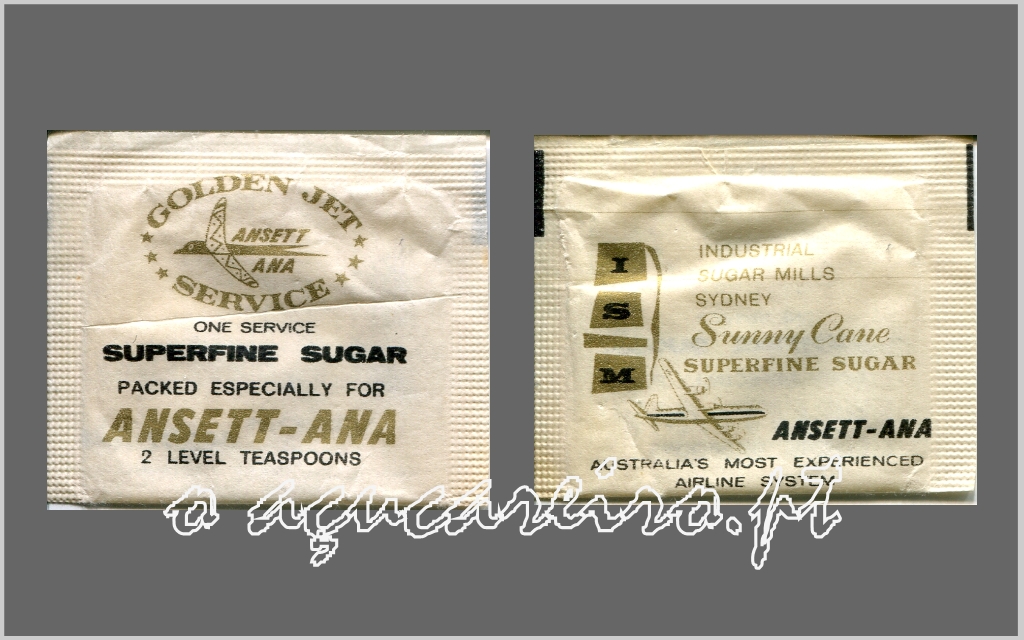 GOLDEN JET
ANSETT
ANA
SERVICE
ONE SERVICE
SUPERFINE SUGAR
PACKED ESPECIALLY FOR
ANSETT-ANA
2 LEVEL TEASPOONS
I
S
M
INDUSTRIAL
SUGAR MILLS
SYDNEY
Sunny Cane
SUPERFINE SUGAR
ANSETT-ANA
AUSTRALIA'S MOST EXPERIENCED
AIRLINE SYSTEM
o açucareiro.pt